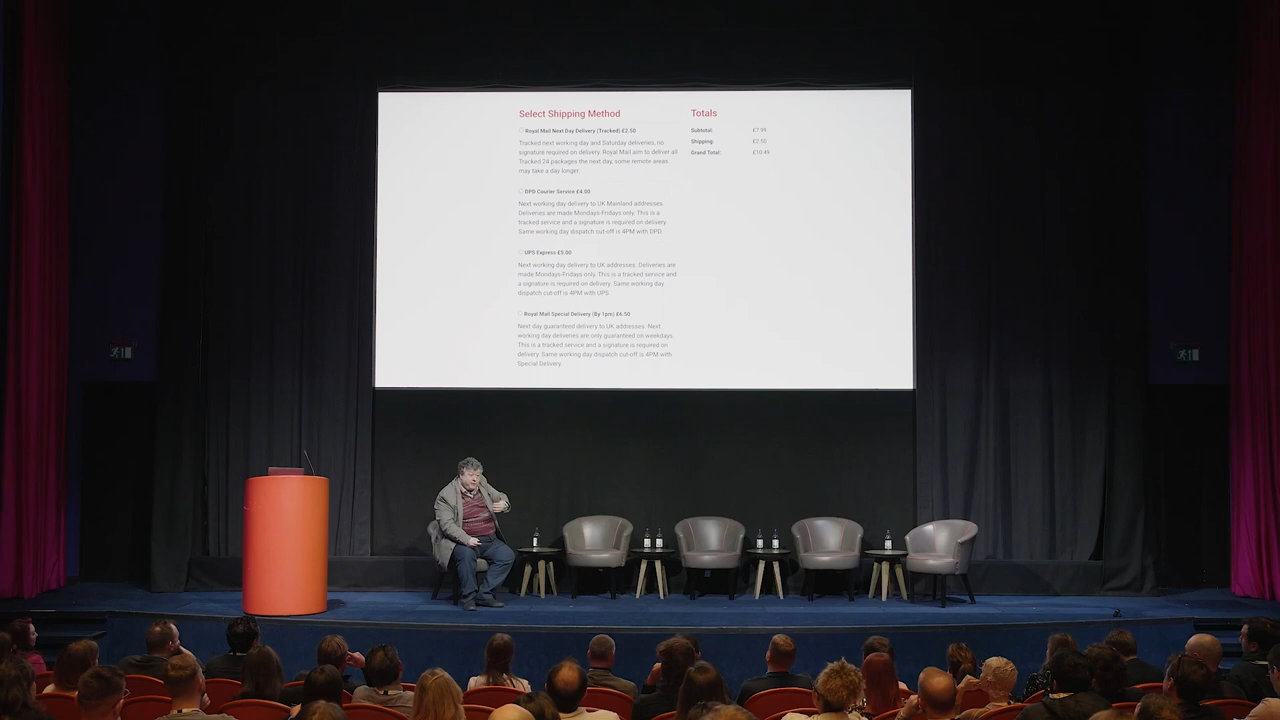 Select Shipping Method
Royal Mail Next Day Delivery (Tracked) £2.50
Tracked next working day and Saturday deliveries, no
signature required on delivery. Royal Mail aim to deliver all
Tracked 24 packages the next day, some remote areas
may take a day longer.
DPD Courier Service £4.00
Next working day delivery to UK Mainland addresses.
Deliveries are made Mondays-Fridays only. This is a
tracked service and a signature is required on delivery.
Same working day dispatch cut-off is 4PM with DPD.
UPS Express £5.00
Next working day delivery to UK addresses. Deliveries are
made Mondays-Fridays only. This is a tracked service and
a signature is required on delivery. Same working day
dispatch cut-off is 4PM with UPS.
Royal Mail Special Delivery (By 1pm) £6.50
Next day guaranteed delivery to UK addresses. Next
working day deliveries are only guaranteed on weekdays.
This is a tracked service and a signature is required on
delivery. Same working day dispatch cut-off is 4PM with
Special Delivery.
Totals
Subtotal: £7.99
Shipping: £2.50
Grand Total: £10.49